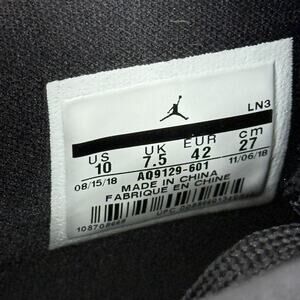 LN3
US UK EUR cm
10 7.5 42 27
08/15/18 AQ9129-601 11/06/18
MADE IN CHINA
FABRIQUE EN CHINE
UPC